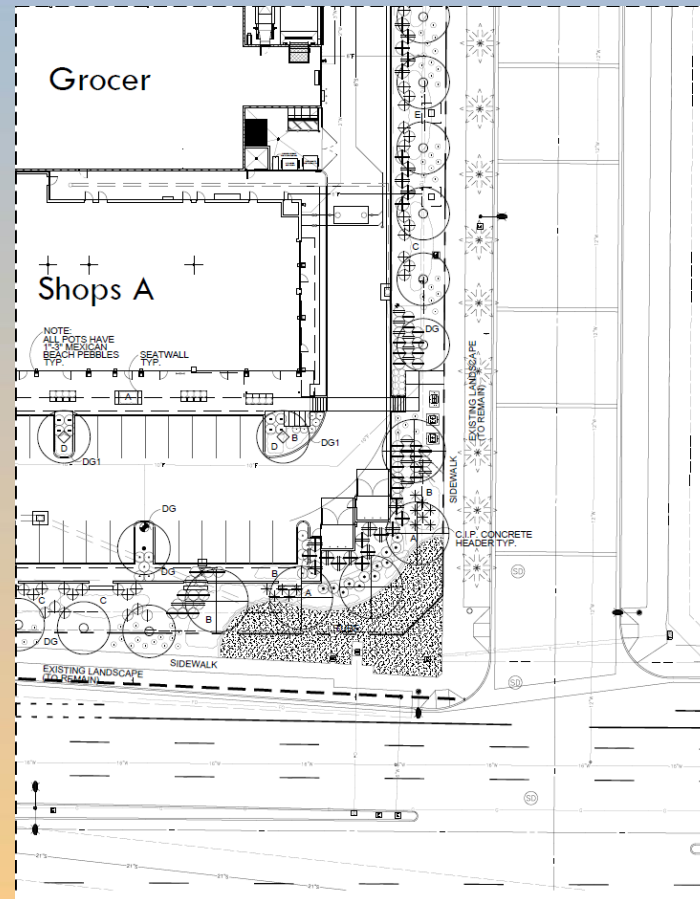 Grocer
E
C
Shops A
DG
NOTE:
ALL POTS HAVE
1"-3" MEXICAN
BEACH PEBBLES
TYP.
SEATWALL
TYP.
A
EXISTING LANDSCAPE
(TO REMAIN)
D
D
B
DG1
DG1
SIDEWALK
B
DG
A
C.I.P. CONCRETE
HEADER TYP.
DG
B
SD
C
C
B
A
DG
SIDEWALK
EXISTING LANDSCAPE
(TO REMAIN)
SD
SD